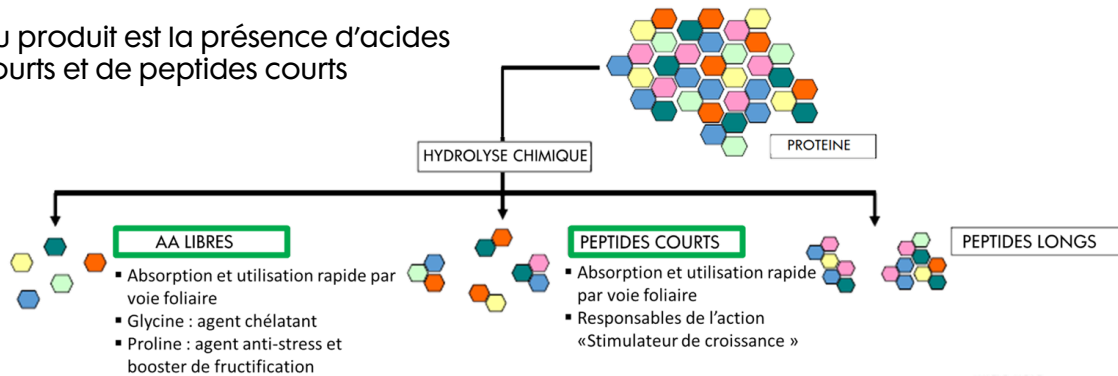 u produit est la présence d'acides
ourts et de peptides courts
PROTEINE
HYDROLYSE CHIMIQUE
AA LIBRES
▪ Absorption et utilisation rapide par
voie foliaire
▪ Glycine : agent chélatant
▪ Proline : agent anti-stress et
booster de fructification
PEPTIDES COURTS
▪ Absorption et utilisation rapide
par voie foliaire
▪ Responsables de l'action
«Stimulateur de croissance »
PEPTIDES LONGS